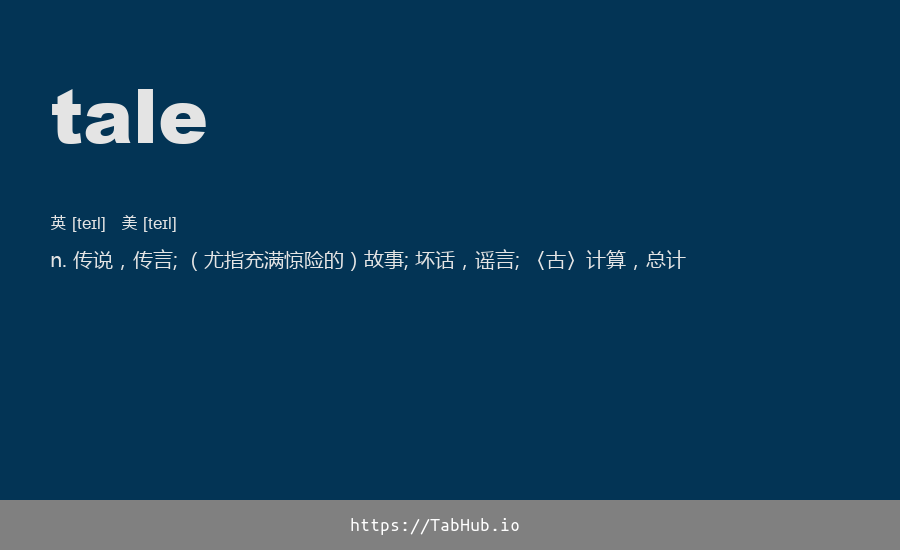 tale
英 [teɪl] 美 [teɪl]
n. 传说，传言; （尤指充满惊险的）故事; 坏话，谣言; 〈古〉计算，总计
https://TabHub.io